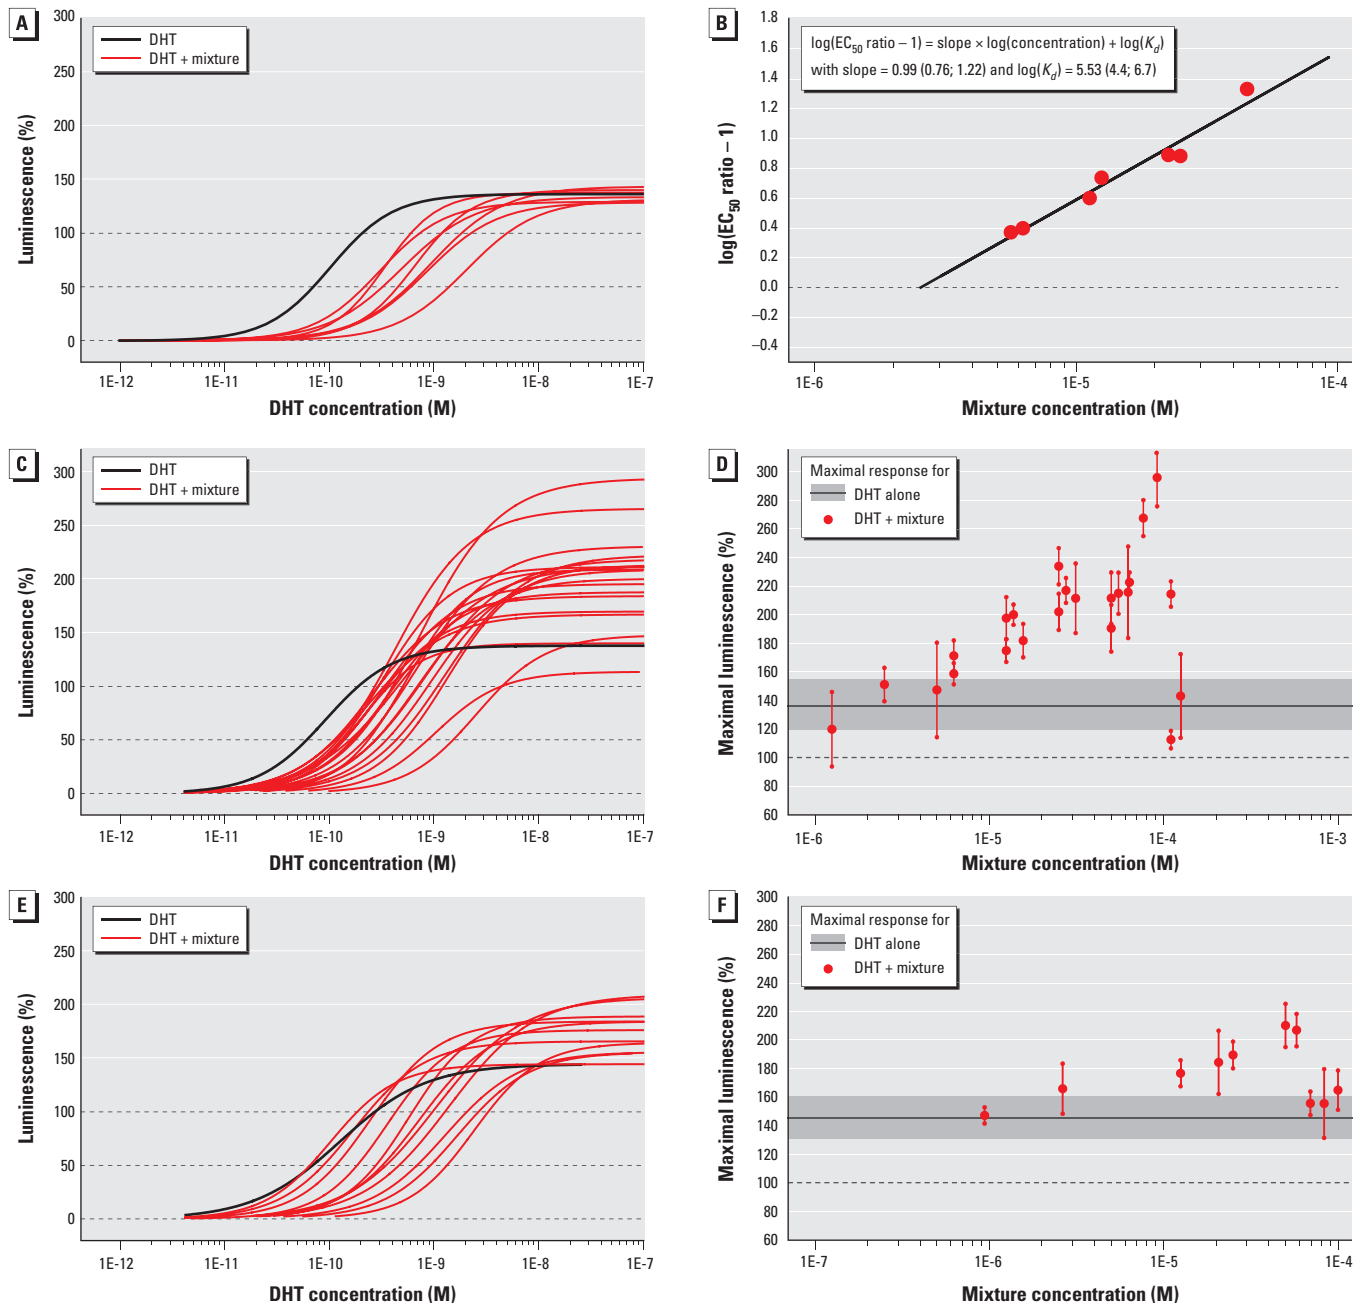 A
300
250
200
150
100
50
0
Luminescence (%)
DHT
DHT + mixture
1E-12
1E-11
1E-10
1E-9
1E-8
1E-7
DHT concentration (M)
B
1.8
1.6
1.4
1.2
1.0
0.8
0.6
0.4
0.2
0.0
−0.2
−0.4
log(EC50 ratio – 1)
log(EC50 ratio – 1) = slope × log(concentration) + log(Kd)
with slope = 0.99 (0.76; 1.22) and log(Kd) = 5.53 (4.4; 6.7)
1E-6
1E-5
1E-4
Mixture concentration (M)
C
300
250
200
150
100
50
0
Luminescence (%)
DHT
DHT + mixture
1E-12
1E-11
1E-10
1E-9
1E-8
1E-7
DHT concentration (M)
D
300
280
260
240
220
200
180
160
140
120
100
80
60
Maximal luminescence (%)
Maximal response for
DHT alone
DHT + mixture
1E-6
1E-5
1E-4
1E-3
Mixture concentration (M)
E
300
250
200
150
100
50
0
Luminescence (%)
DHT
DHT + mixture
1E-12
1E-11
1E-10
1E-9
1E-8
1E-7
DHT concentration (M)
F
300
280
260
240
220
200
180
160
140
120
100
80
60
Maximal luminescence (%)
Maximal response for
DHT alone
DHT + mixture
1E-7
1E-6
1E-5
1E-4
Mixture concentration (M)